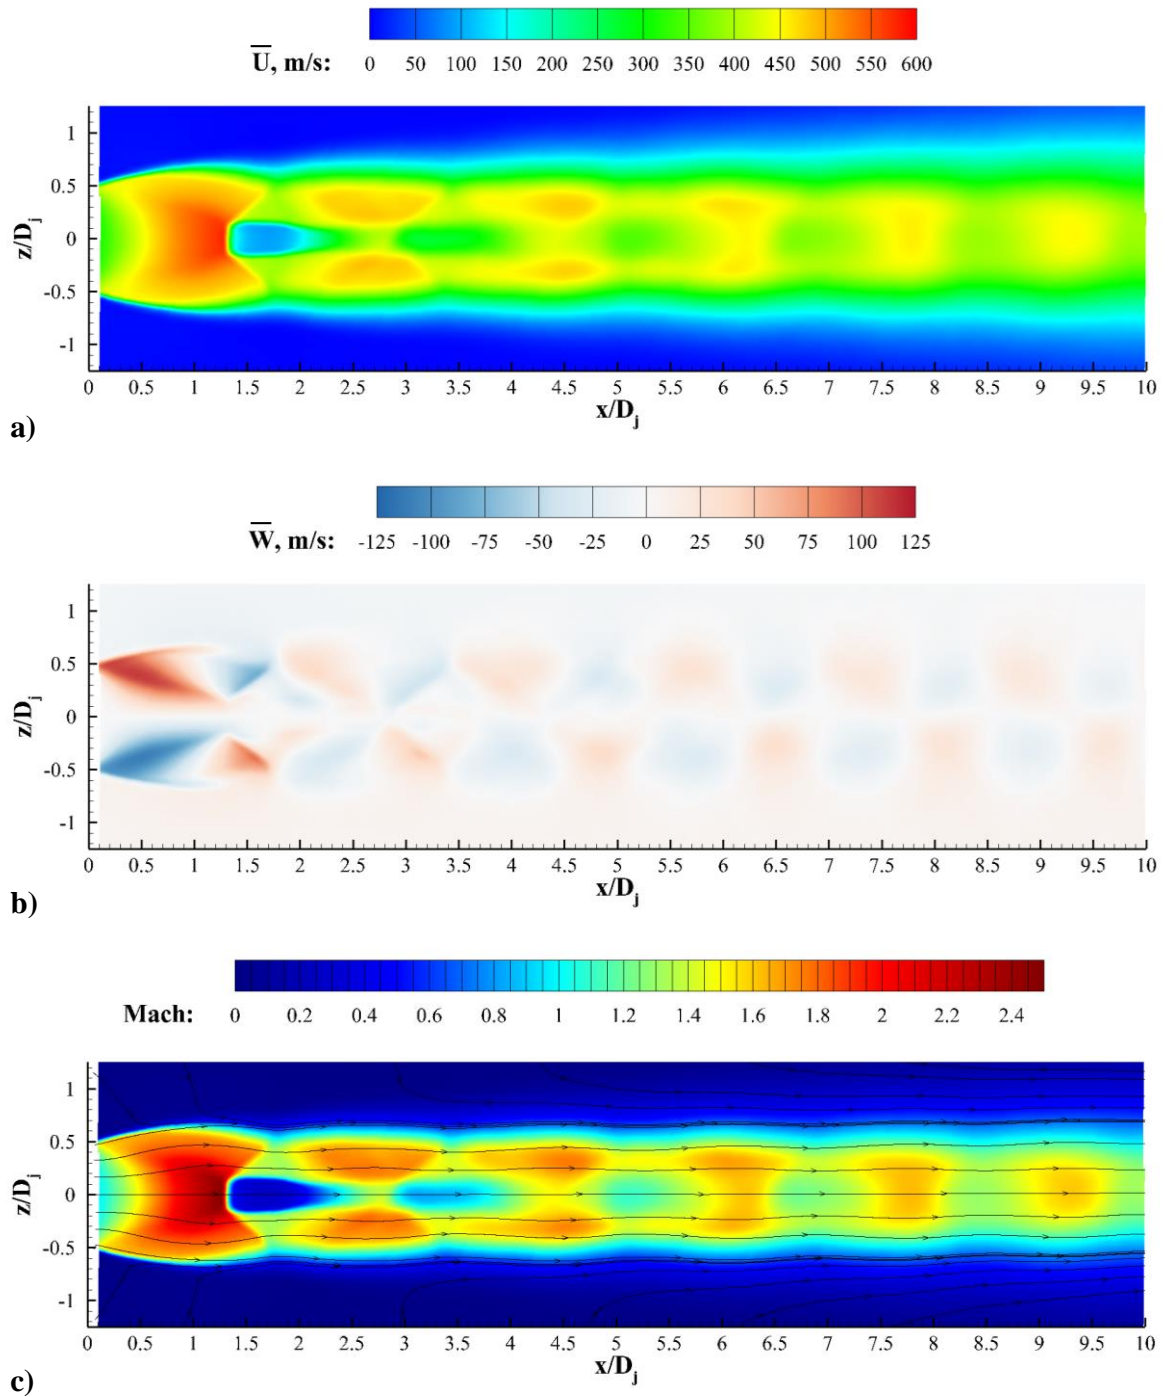 U, m/s: 0 50 100 150 200 250 300 350 400 450 500 550 600
1
0.5
0
-0.5
-1
z/Dj
0 0.5 1 1.5 2 2.5 3 3.5 4 4.5 5 5.5 6 6.5 7 7.5 8 8.5 9 9.5 10
x/Dj
a)
W, m/s: -125 -100 -75 -50 -25 0 25 50 75 100 125
1
0.5
0
-0.5
-1
z/Dj
0 0.5 1 1.5 2 2.5 3 3.5 4 4.5 5 5.5 6 6.5 7 7.5 8 8.5 9 9.5 10
x/Dj
b)
Mach: 0 0.2 0.4 0.6 0.8 1 1.2 1.4 1.6 1.8 2 2.2 2.4
1
0.5
0
-0.5
-1
z/Dj
0 0.5 1 1.5 2 2.5 3 3.5 4 4.5 5 5.5 6 6.5 7 7.5 8 8.5 9 9.5 10
x/Dj
c)